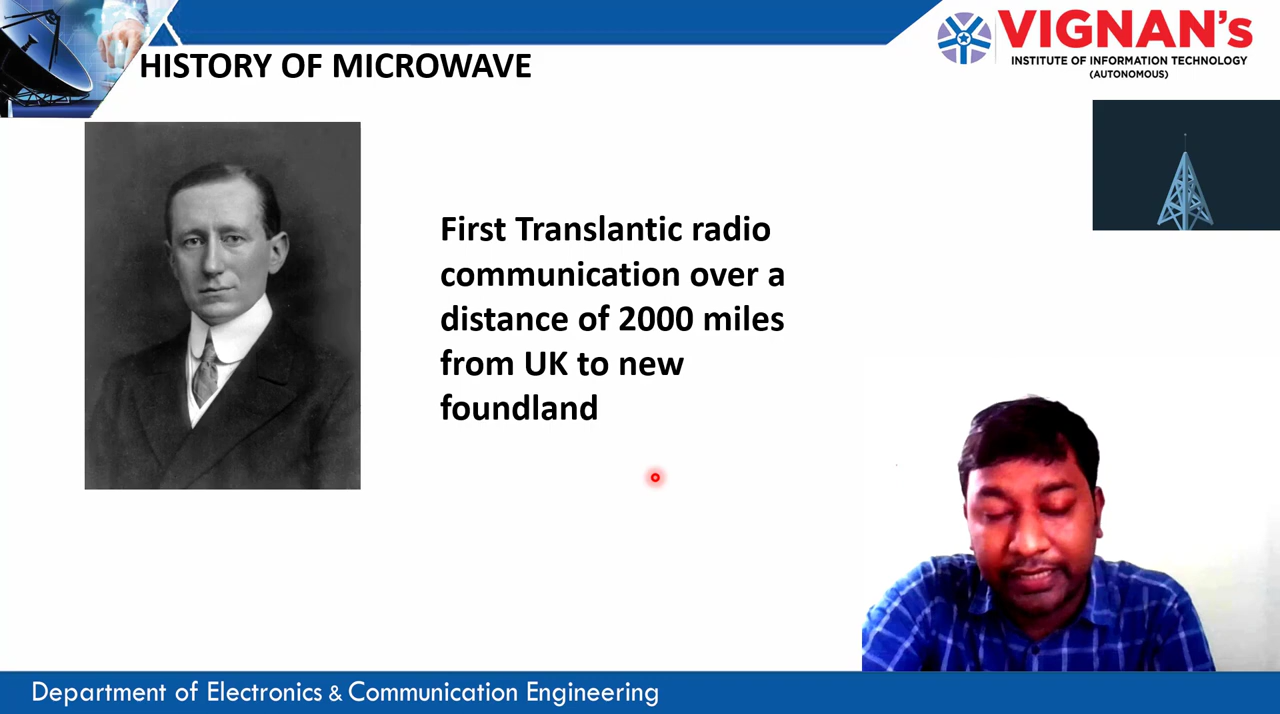 HISTORY OF MICROWAVE
VIGNAN's
INSTITUTE OF INFORMATION TECHNOLOGY
(AUTONOMOUS)
First Translantic radio
communication over a
distance of 2000 miles
from UK to new
foundland
Department of Electronics & Communication Engineering